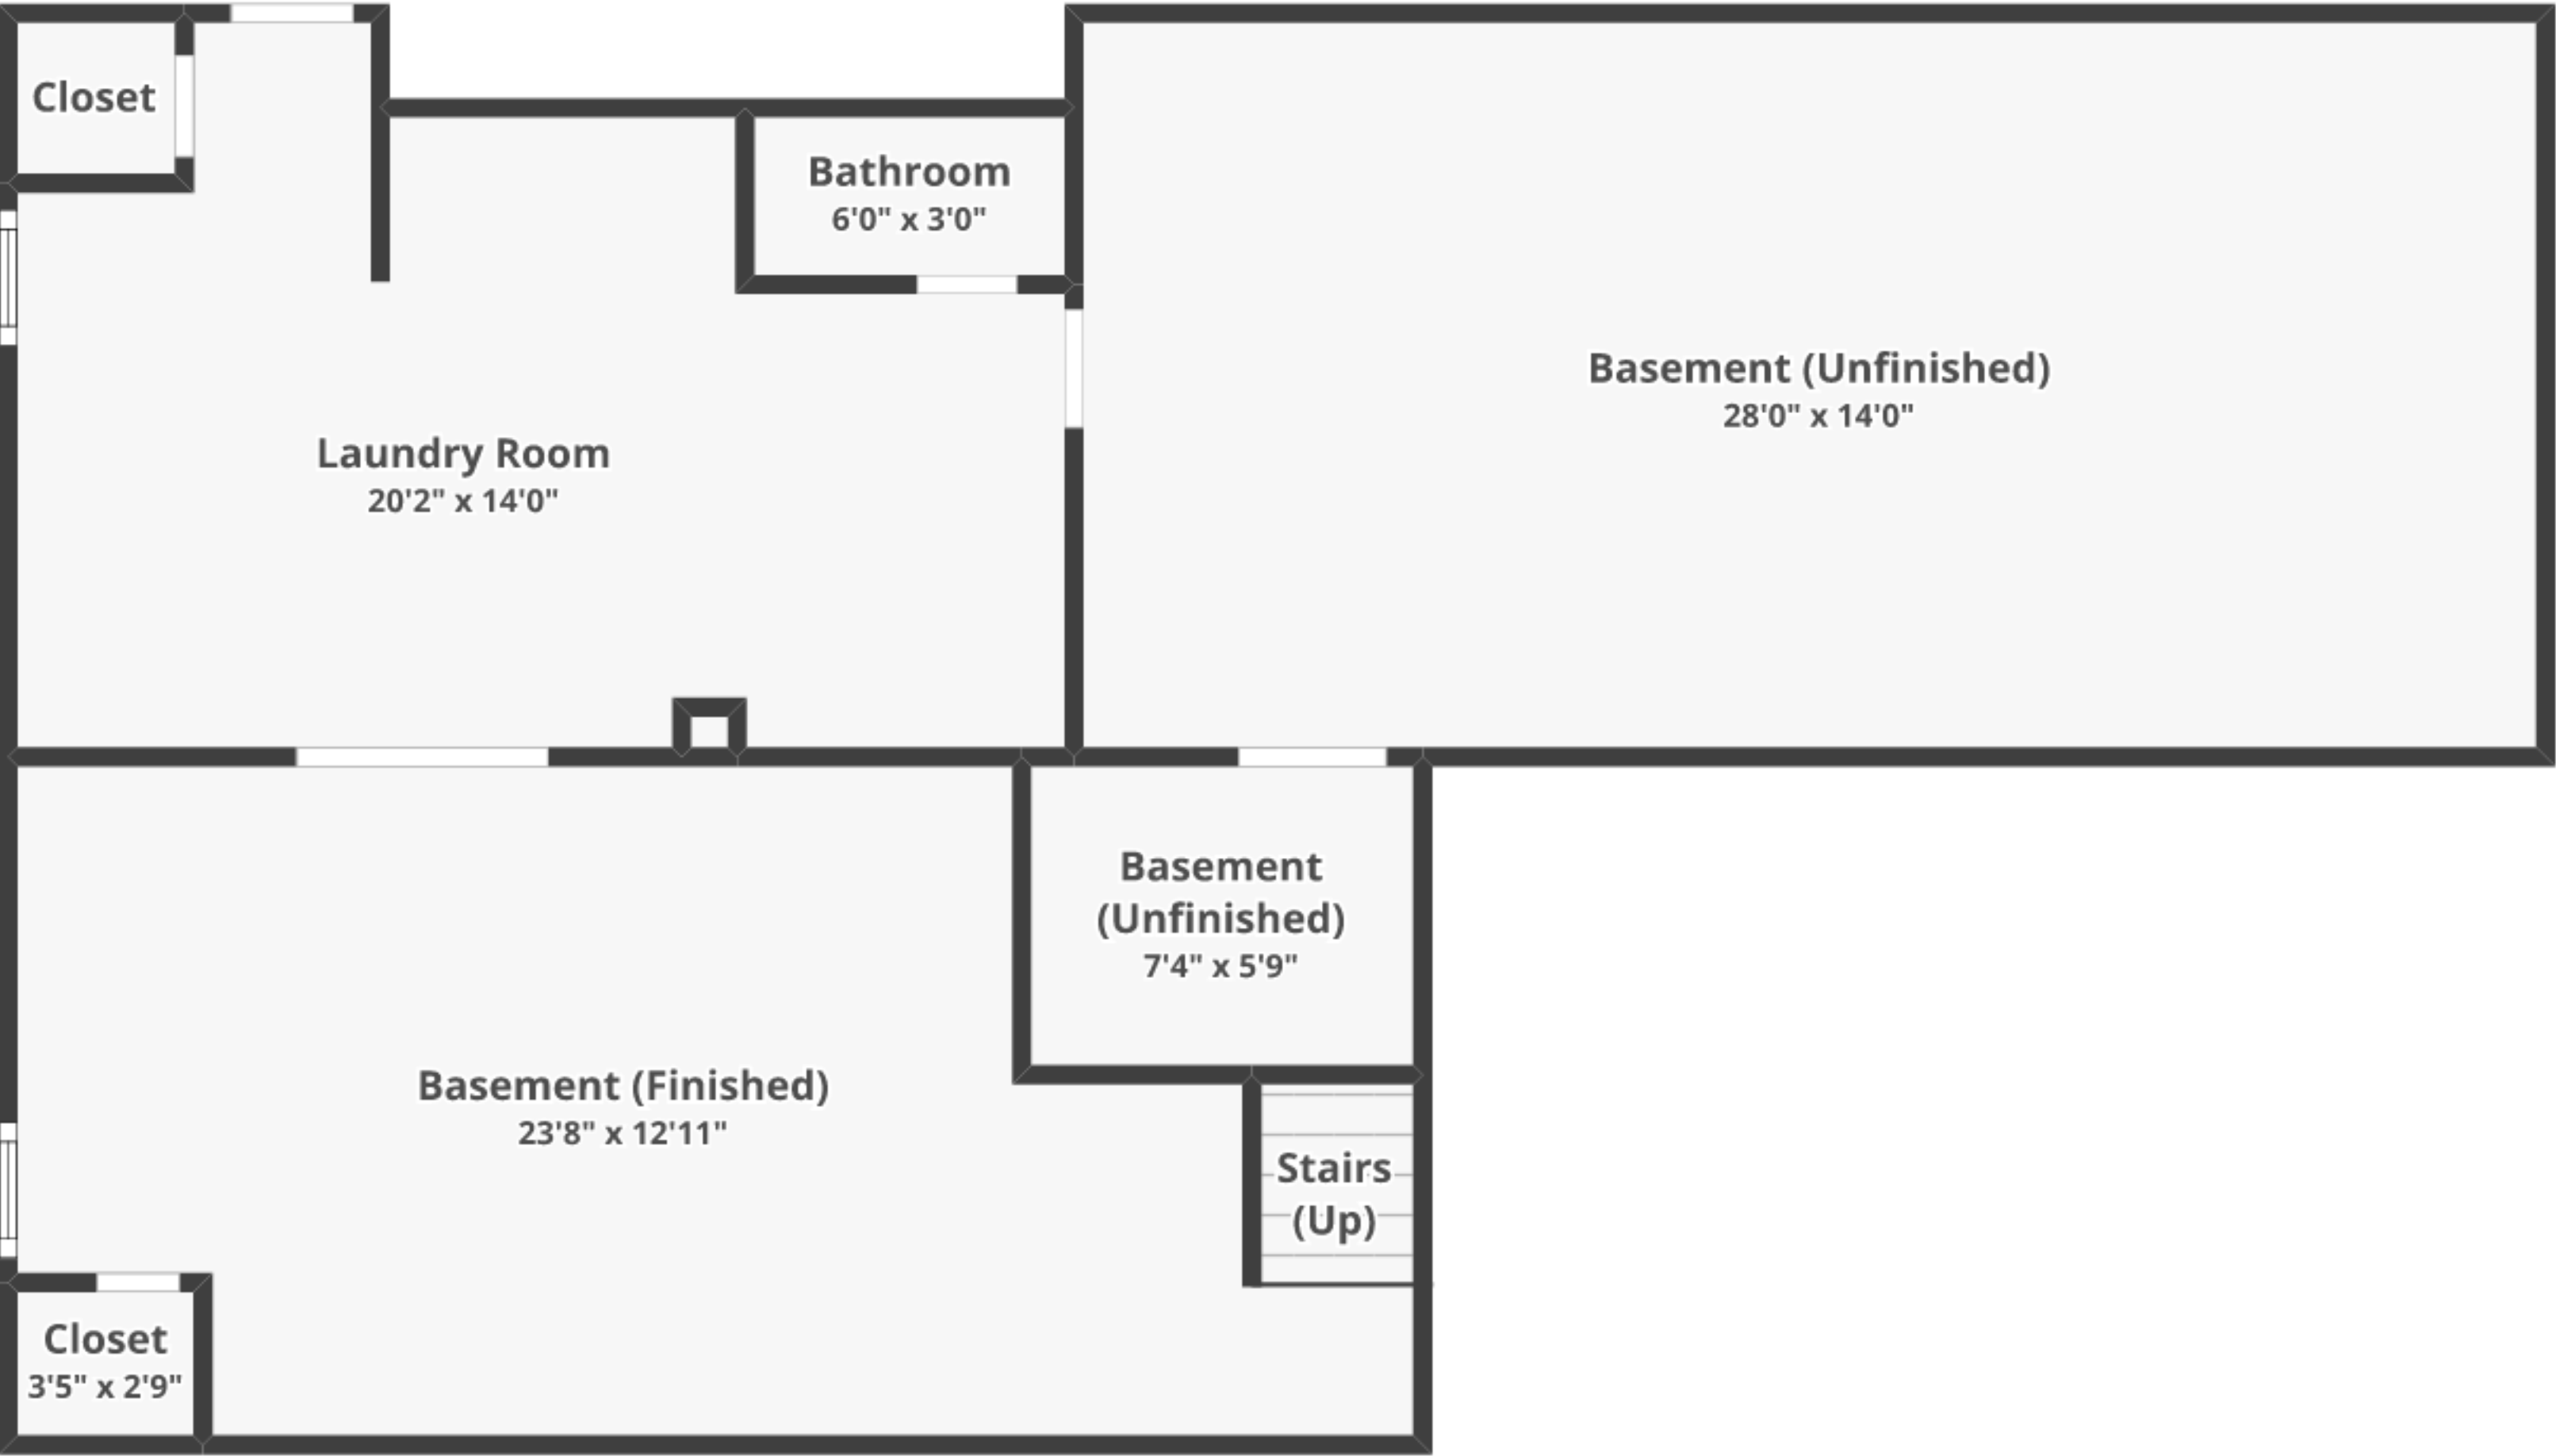 Closet
Bathroom
6'0" x 3'0"
Basement (Unfinished)
28'0" x 14'0"
Laundry Room
20'2" x 14'0"
Basement
(Unfinished)
7'4" x 5'9"
Basement (Finished)
23'8" x 12'11"
Stairs
(Up)
Closet
3'5" x 2'9"